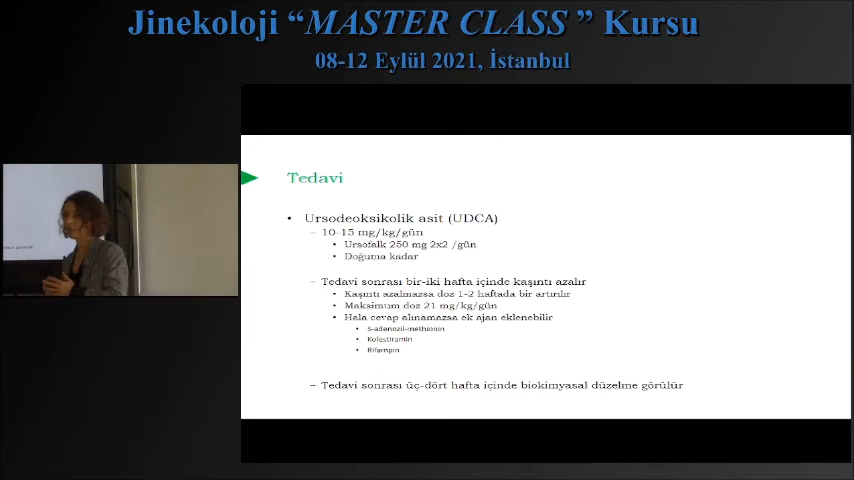 Jinekoloji “MASTER CLASS ” Kursu
08-12 Eylül 2021, İstanbul
Tedavi
• Ursodeoksikolik asit (UDCA)
– 10-15 mg/kg/gün
• Ursofalk 250 mg 2x2 /gün
• Doğuma kadar
– Tedavi sonrası bir-iki hafta içinde kaşıntı azalır
• Kaşıntı azalmazsa doz 1-2 haftada bir artırılır
• Maksimum doz 21 mg/kg/gün
• Hala cevap alınamazsa ek ajan eklenebilir
• S-adenozil-methionin
• Kolestiramin
• Rifampin
– Tedavi sonrası üç-dört hafta içinde biokimyasal düzelme görülür